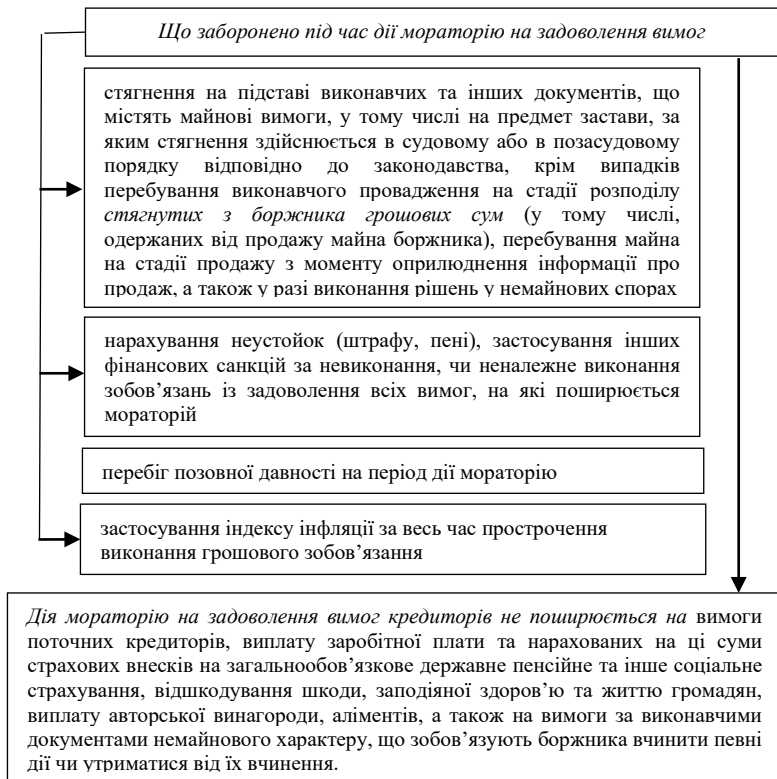 Що заборонено під час дії мораторію на задоволення вимог
стягнення на підставі виконавчих та інших документів, що
містять майнові вимоги, у тому числі на предмет застави, за
яким стягнення здійснюється в судовому або в позасудовому
порядку відповідно до законодавства, крім випадків
перебування виконавчого провадження на стадії розподілу
стягнутих з боржника грошових сум (у тому числі,
одержаних від продажу майна боржника), перебування майна
на стадії продажу з моменту оприлюднення інформації про
продаж, а також у разі виконання рішень у немайнових спорах
нарахування неустойок (штрафу, пені), застосування інших
фінансових санкцій за невиконання, чи неналежне виконання
зобов’язань із задоволення всіх вимог, на які поширюється
мораторій
перебіг позовної давності на період дії мораторію
застосування індексу інфляції за весь час прострочення
виконання грошового зобов’язання
Дія мораторію на задоволення вимог кредиторів не поширюється на вимоги
поточних кредиторів, виплату заробітної плати та нарахованих на ці суми
страхових внесків на загальнообов’язкове державне пенсійне та інше соціальне
страхування, відшкодування шкоди, заподіяної здоров’ю та життю громадян,
виплату авторської винагороди, аліментів, а також на вимоги за виконавчими
документами немайнового характеру, що зобов’язують боржника вчинити певні
дії чи утриматися від їх вчинення.